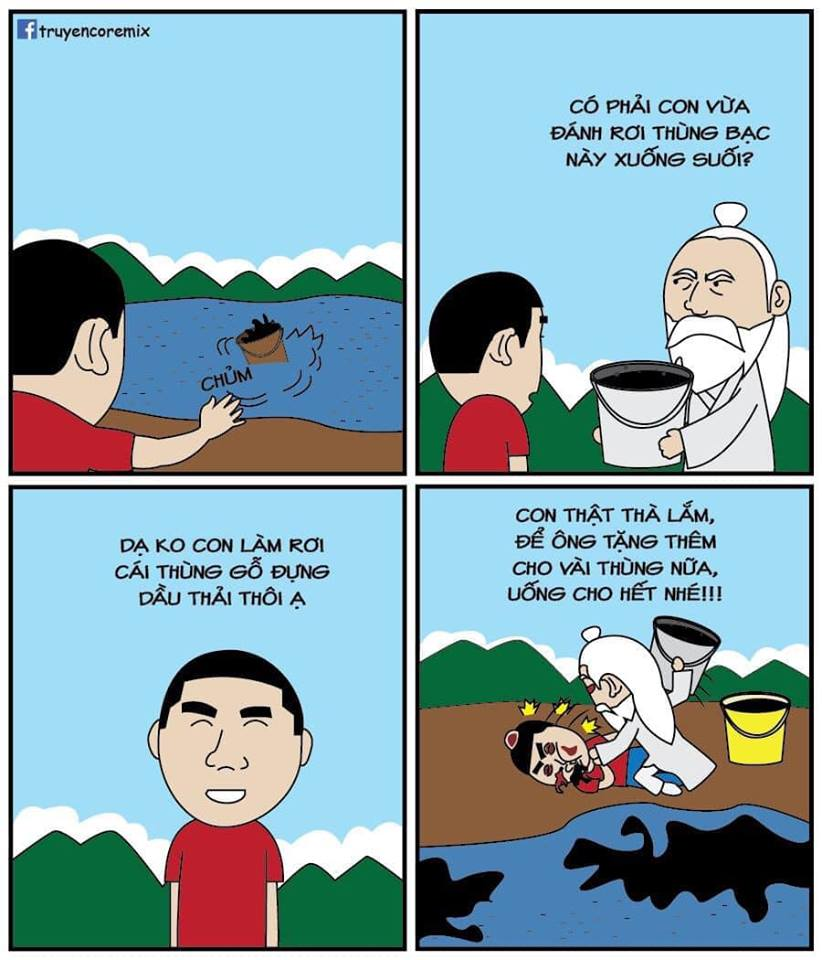 truyencoremix
CHỦM
CÓ PHẢI CON VỪA
ĐÁNH RƠI THÙNG BẠC
NÀY XUỐNG SUỐI?
DẠ KO CON LÀM RƠI
CÁI THÙNG GỖ ĐỰNG
DẦU THẢI THÔI Ạ
CON THẬT THÀ LẮM,
ĐỂ ÔNG TẶNG THÊM
CHO VÀI THÙNG NỮA,
UỐNG CHO HẾT NHÉ!!!